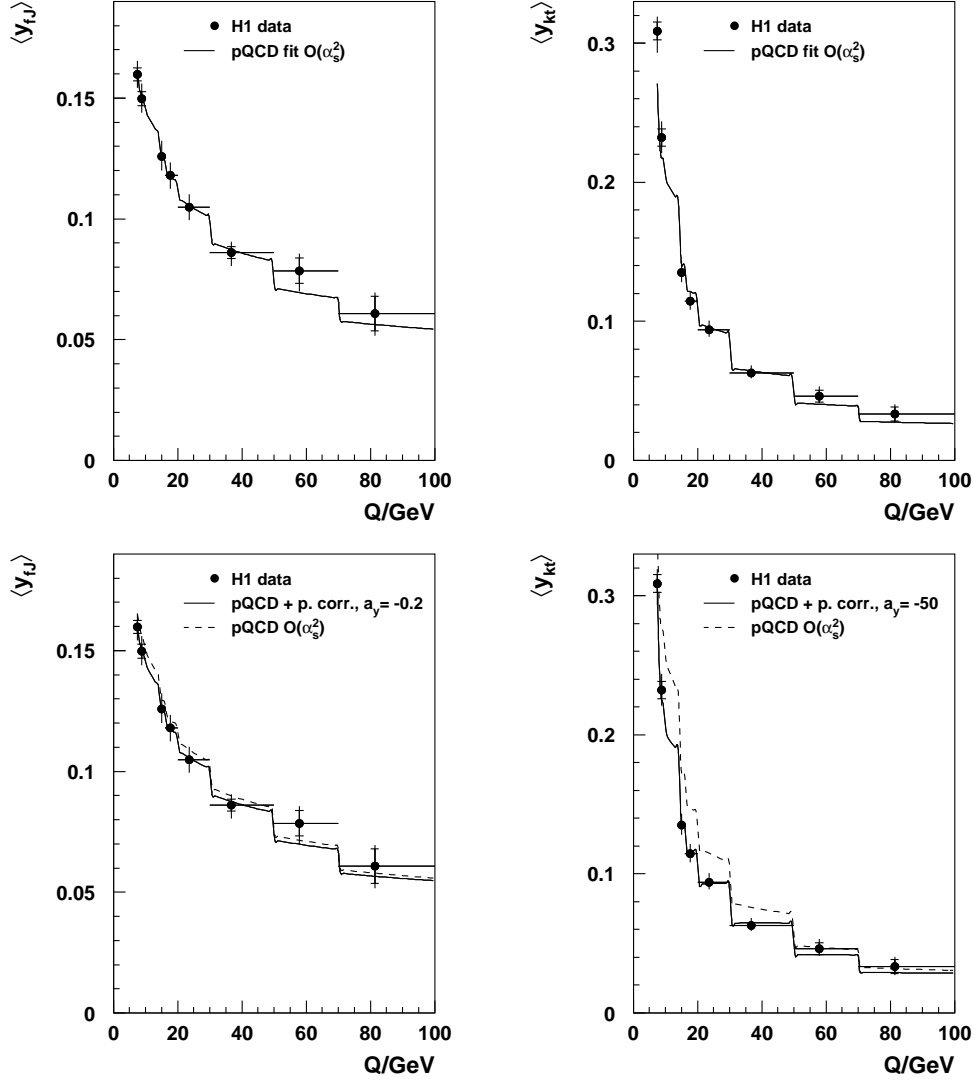 ⟨y_fJ⟩
H1 data
pQCD fit O(α_s^2)
0.15
0.1
0.05
0
0 20 40 60 80 100
Q/GeV
⟨y_kt⟩
H1 data
pQCD fit O(α_s^2)
0.3
0.2
0.1
0
0 20 40 60 80 100
Q/GeV
⟨y_fJ⟩
H1 data
pQCD + p. corr., a_y= -0.2
pQCD O(α_s^2)
0.15
0.1
0.05
0
0 20 40 60 80 100
Q/GeV
⟨y_kt⟩
H1 data
pQCD + p. corr., a_y= -50
pQCD O(α_s^2)
0.3
0.2
0.1
0
0 20 40 60 80 100
Q/GeV